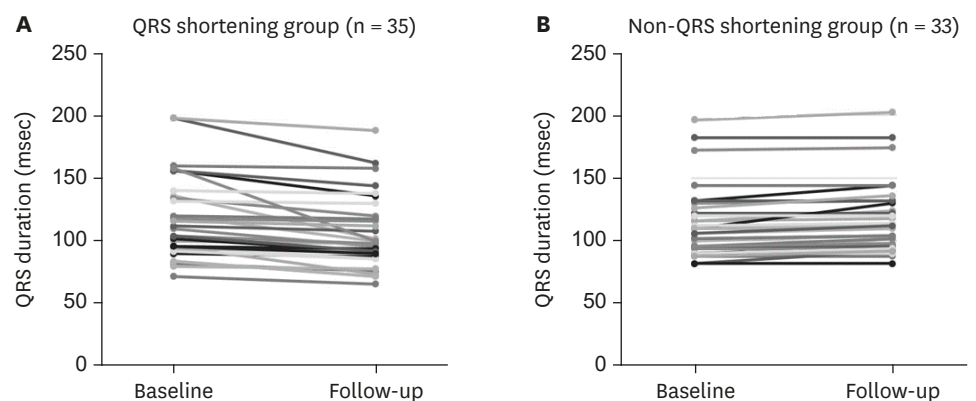 A
QRS shortening group (n = 35)
250
200
150
100
50
0
QRS duration (msec)
Baseline
Follow-up
B
Non-QRS shortening group (n = 33)
250
200
150
100
50
0
QRS duration (msec)
Baseline
Follow-up